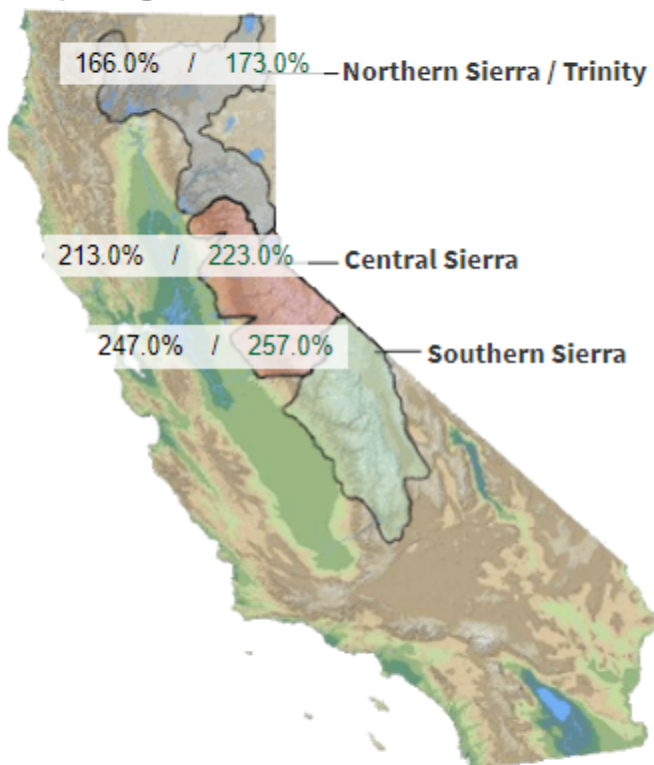 166.0% / 173.0% Northern Sierra / Trinity
213.0% / 223.0% Central Sierra
247.0% / 257.0% Southern Sierra